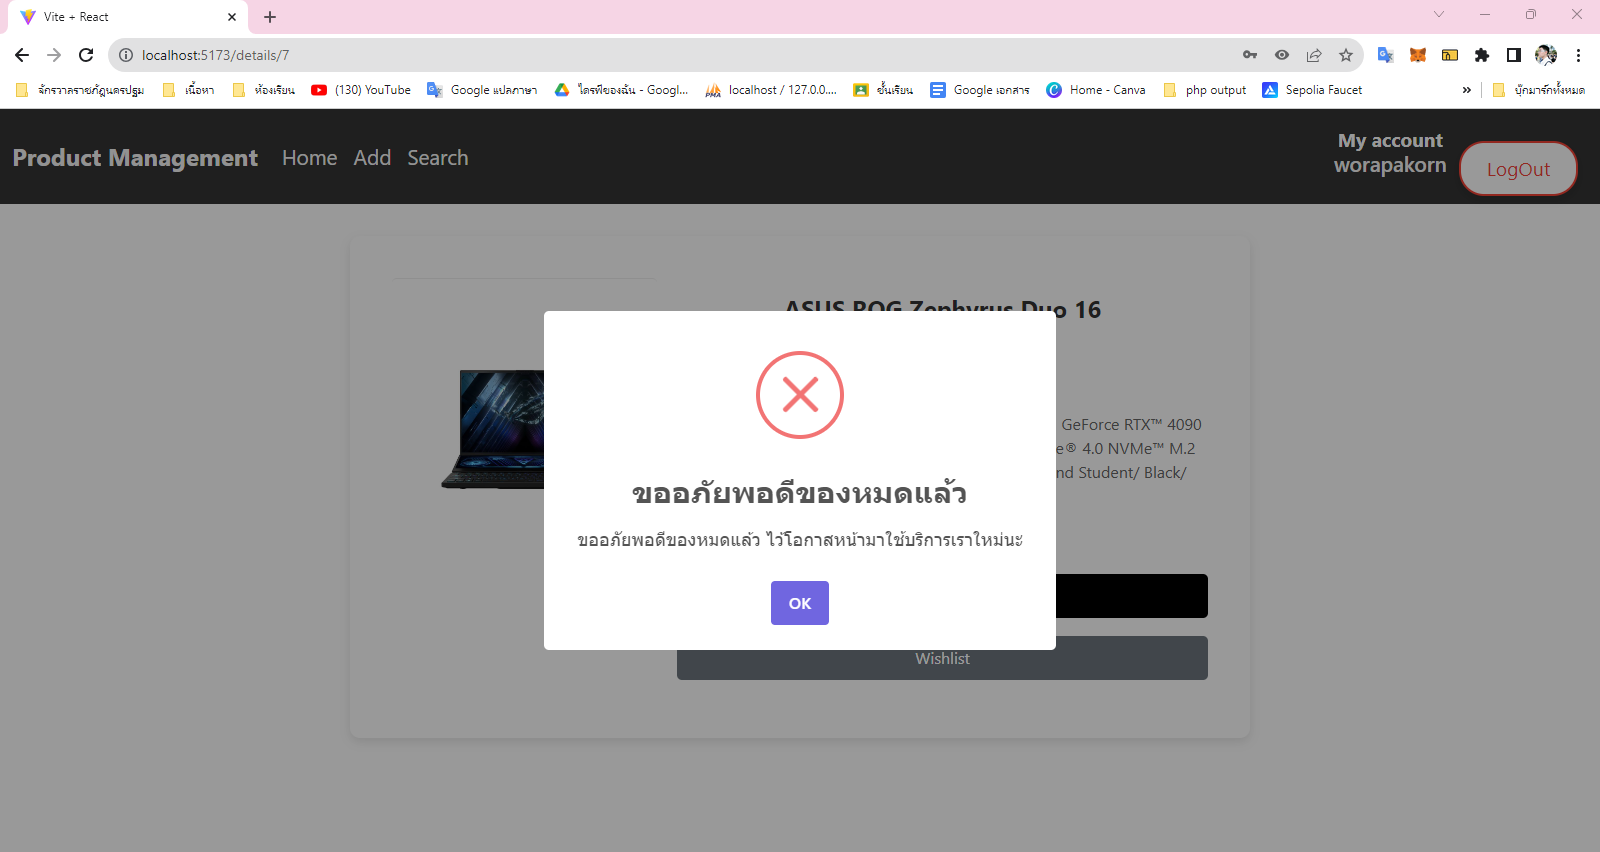 Vite + React
localhost:5173/details/7
จักรวาลราชภัฏนครปฐม
เนื้อหา
ห้องเรียน
(130) YouTube
Google แปลภาษา
ไดรฟ์ของฉัน - Googl...
localhost / 127.0.0....
ชั้นเรียน
Google เอกสาร
Home - Canva
php output
Sepolia Faucet
»
บุ๊กมาร์กทั้งหมด
Product Management
Home
Add
Search
My account
worapakorn
LogOut
ASUS ROG Zephyrus Duo 16
GeForce RTX™ 4090
e® 4.0 NVMe™ M.2
nd Student/ Black/
ขออภัยพอดีของหมดแล้ว
ขออภัยพอดีของหมดแล้ว ไว้โอกาสหน้ามาใช้บริการเราใหม่นะ
OK
Wishlist